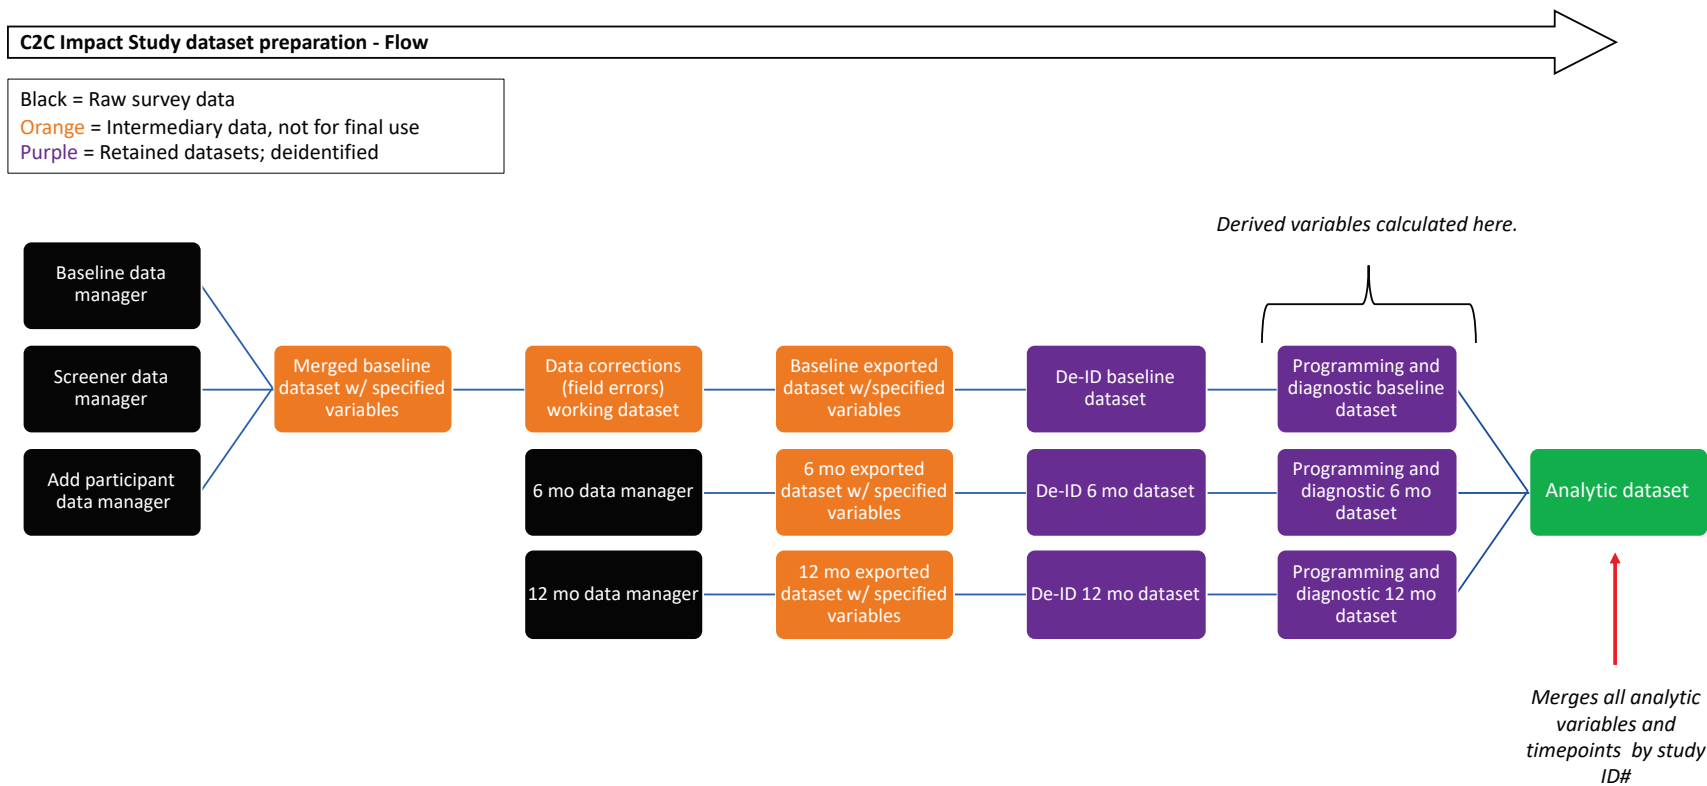 C2C Impact Study dataset preparation - Flow
Black = Raw survey data
Orange = Intermediary data, not for final use
Purple = Retained datasets; deidentified
Derived variables calculated here.
Baseline data
manager
Screener data
manager
Add participant
data manager
Merged baseline
dataset w/ specified
variables
Data corrections
(field errors)
working dataset
Baseline exported
dataset w/specified
variables
De-ID baseline
dataset
Programming and
diagnostic baseline
dataset
6 mo data manager
6 mo exported
dataset w/ specified
variables
De-ID 6 mo dataset
Programming and
diagnostic 6 mo
dataset
12 mo data manager
12 mo exported
dataset w/ specified
variables
De-ID 12 mo dataset
Programming and
diagnostic 12 mo
dataset
Analytic dataset
Merges all analytic
variables and
timepoints  by study
ID#